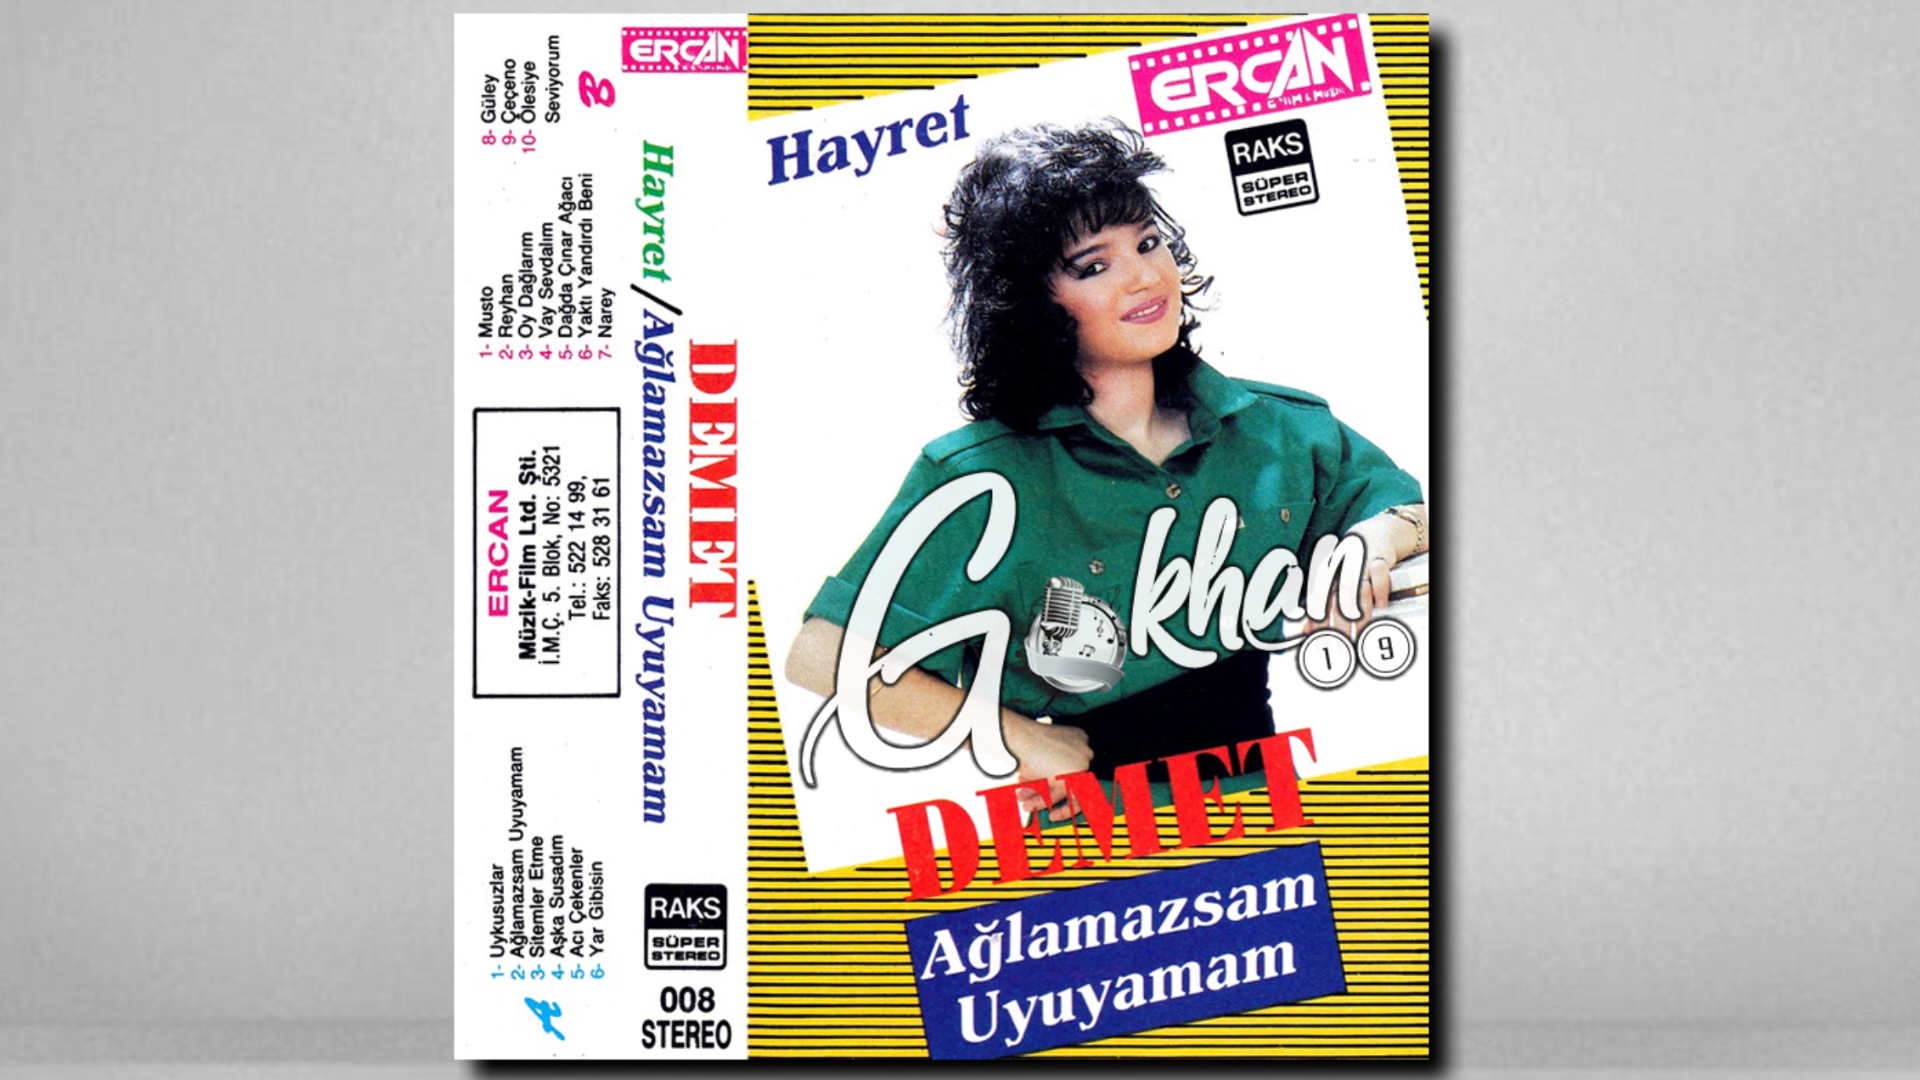 8- Güley
9- Çeçeno
10- Ölesiye
Seviyorum
B
1- Musto
2- Reyhan
3- Oy Dağlarım
4- Vay Sevdalım
5- Dağda Çınar Ağacı
6- Yaktı Yandırdı Beni
7- Narey
ERCAN
Müzik-Film Ltd. Şti.
İ.M.Ç. 5. Blok, No: 5321
Tel.: 522 14 99,
Faks: 528 31 61
1- Uykusuzlar
2- Ağlamazsam Uyuyamam
3- Sitemler Etme
4- Aşka Susadım
5- Acı Çekenler
6- Yar Gibisin
A
ERCAN
Hayret/Ağlamazsam Uyuyamam
DEMET
RAKS
SÜPER
STEREO
008
STEREO
Hayret
ERCAN
FİLM & MÜZİK
RAKS
SÜPER
STEREO
Gokhan
19
DEMET
Ağlamazsam
Uyuyamam